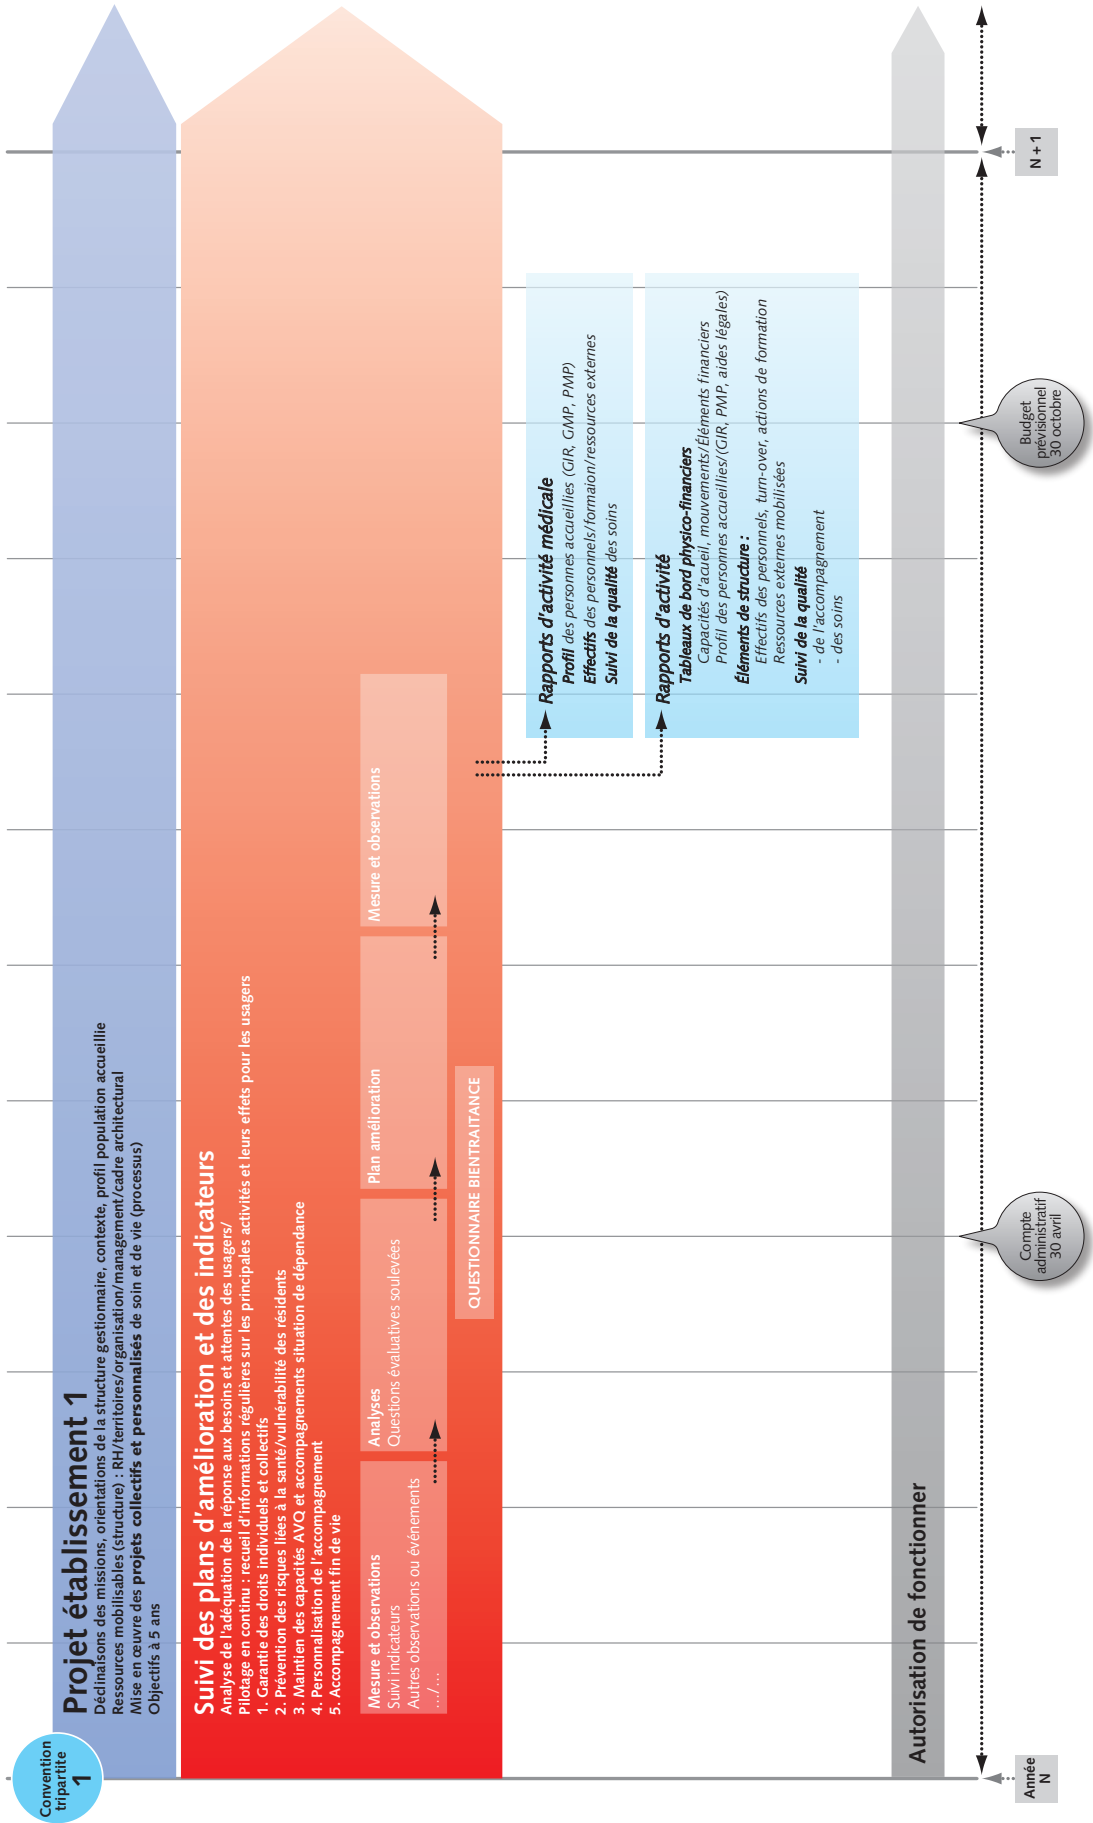 Convention
tripartite
1
Projet établissement 1
Déclinaisons des missions, orientations de la structure gestionnaire, contexte, profil population accueillie
Ressources mobilisables (structure) : RH/territoires/organisation/management/cadre architectural
Mise en œuvre des projets collectifs et personnalisés de soin et de vie (processus)
Objectifs à 5 ans
Suivi des plans d'amélioration et des indicateurs
Analyse de l'adéquation de la réponse aux besoins et attentes des usagers/
Pilotage en continu : recueil d'informations régulières sur les principales activités et leurs effets pour les usagers
1. Garantie des droits individuels et collectifs
2. Prévention des risques liées à la santé/vulnérabilité des résidents
3. Maintien des capacités AVQ et accompagnements situation de dépendance
4. Personnalisation de l'accompagnement
5. Accompagnement fin de vie
Mesure et observations
Suivi indicateurs
Autres observations ou événements
.../...
Analyses
Questions évaluatives soulevées
Plan amélioration
Mesure et observations
QUESTIONNAIRE BIENTRAITANCE
Rapports d'activité médicale
Profil des personnes accueillies (GIR, GMP, PMP)
Effectifs des personnels/formaion/ressources externes
Suivi de la qualité des soins
Rapports d'activité
Tableaux de bord physico-financiers
Capacités d'acueil, mouvements/Éléments financiers
Profil des personnes accueillies/(GIR, PMP, aides légales)
Éléments de structure :
Effectifs des personnels, turn-over, actions de formation
Ressources externes mobilisées
Suivi de la qualité
- de l'accompagnement
- des soins
Autorisation de fonctionner
Année
N
Compte
administratif
30 avril
Budget
prévisionnel
30 octobre
N + 1